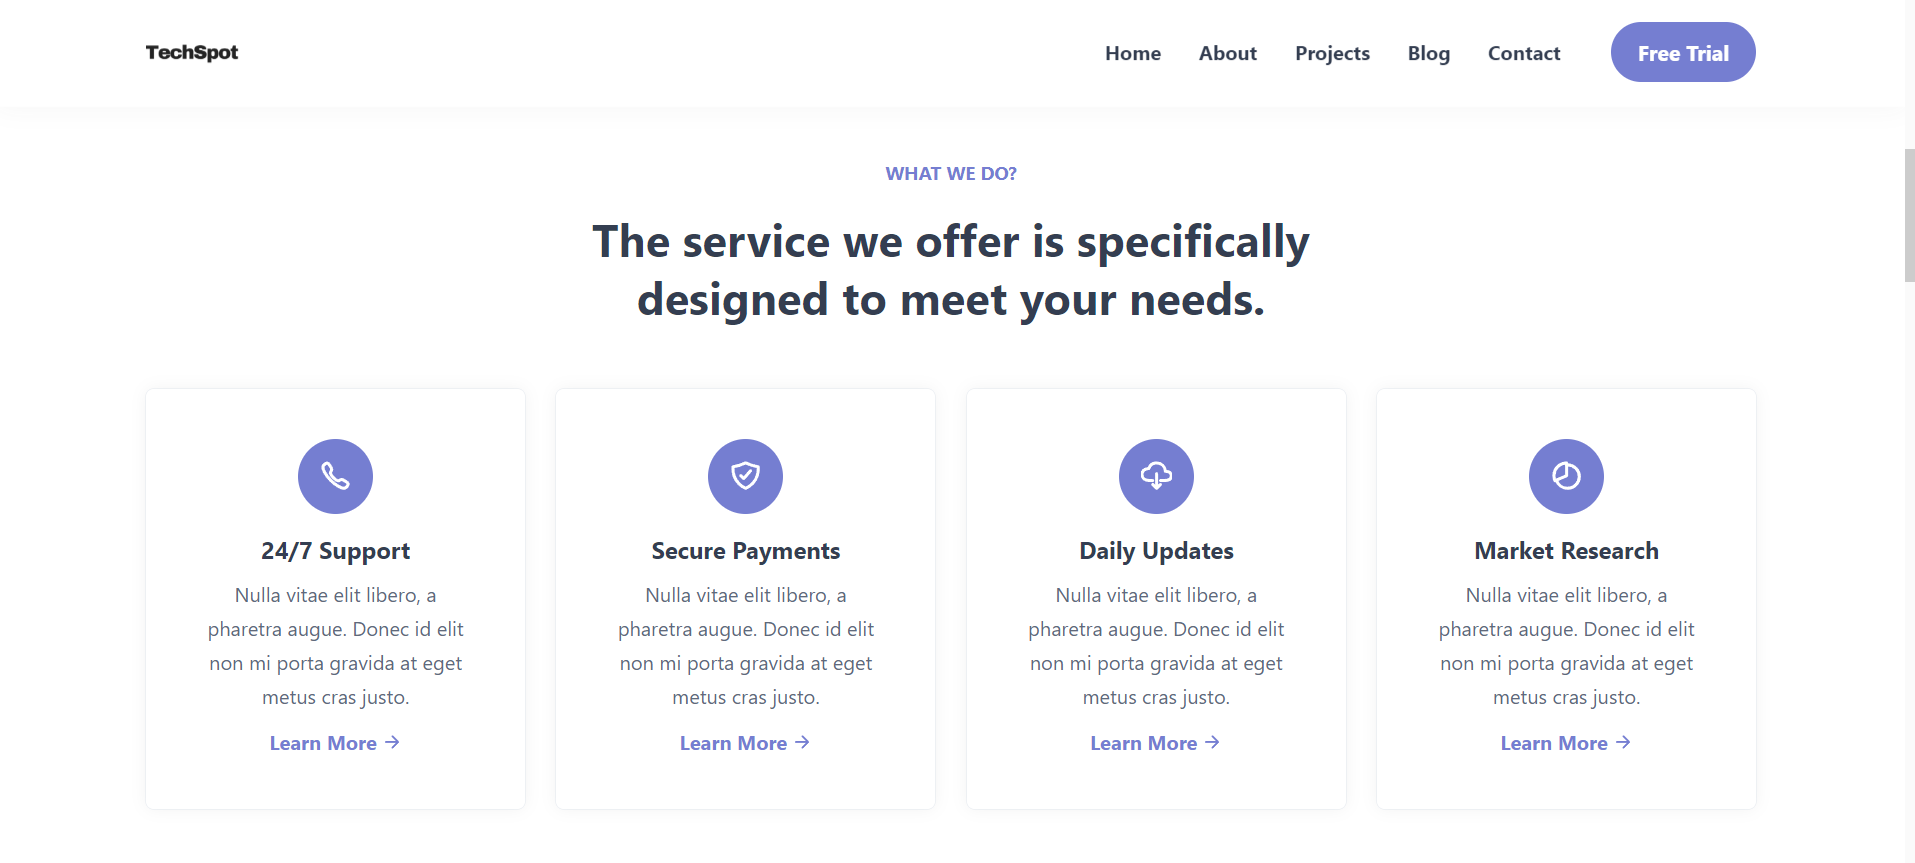 TechSpot
Home About Projects Blog Contact Free Trial
WHAT WE DO?
The service we offer is specifically
designed to meet your needs.
24/7 Support
Nulla vitae elit libero, a
pharetra augue. Donec id elit
non mi porta gravida at eget
metus cras justo.
Learn More →
Secure Payments
Nulla vitae elit libero, a
pharetra augue. Donec id elit
non mi porta gravida at eget
metus cras justo.
Learn More →
Daily Updates
Nulla vitae elit libero, a
pharetra augue. Donec id elit
non mi porta gravida at eget
metus cras justo.
Learn More →
Market Research
Nulla vitae elit libero, a
pharetra augue. Donec id elit
non mi porta gravida at eget
metus cras justo.
Learn More →